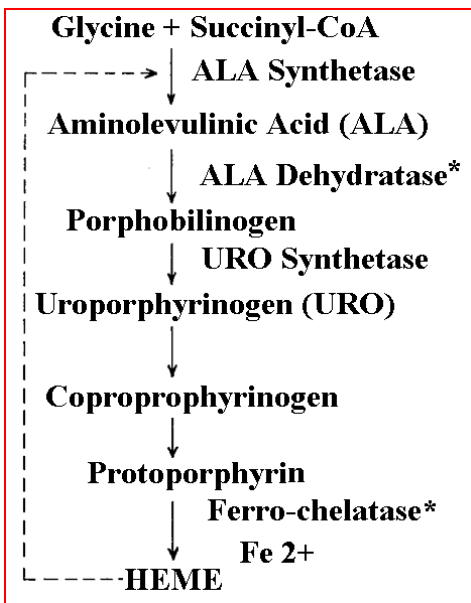 Glycine + Succinyl-CoA
ALA Synthetase
Aminolevulinic Acid (ALA)
ALA Dehydratase*
Porphobilinogen
URO Synthetase
Uroporphyrinogen (URO)
Coproprophyrinogen
Protoporphyrin
Ferro-chelatase*
Fe 2+
HEME